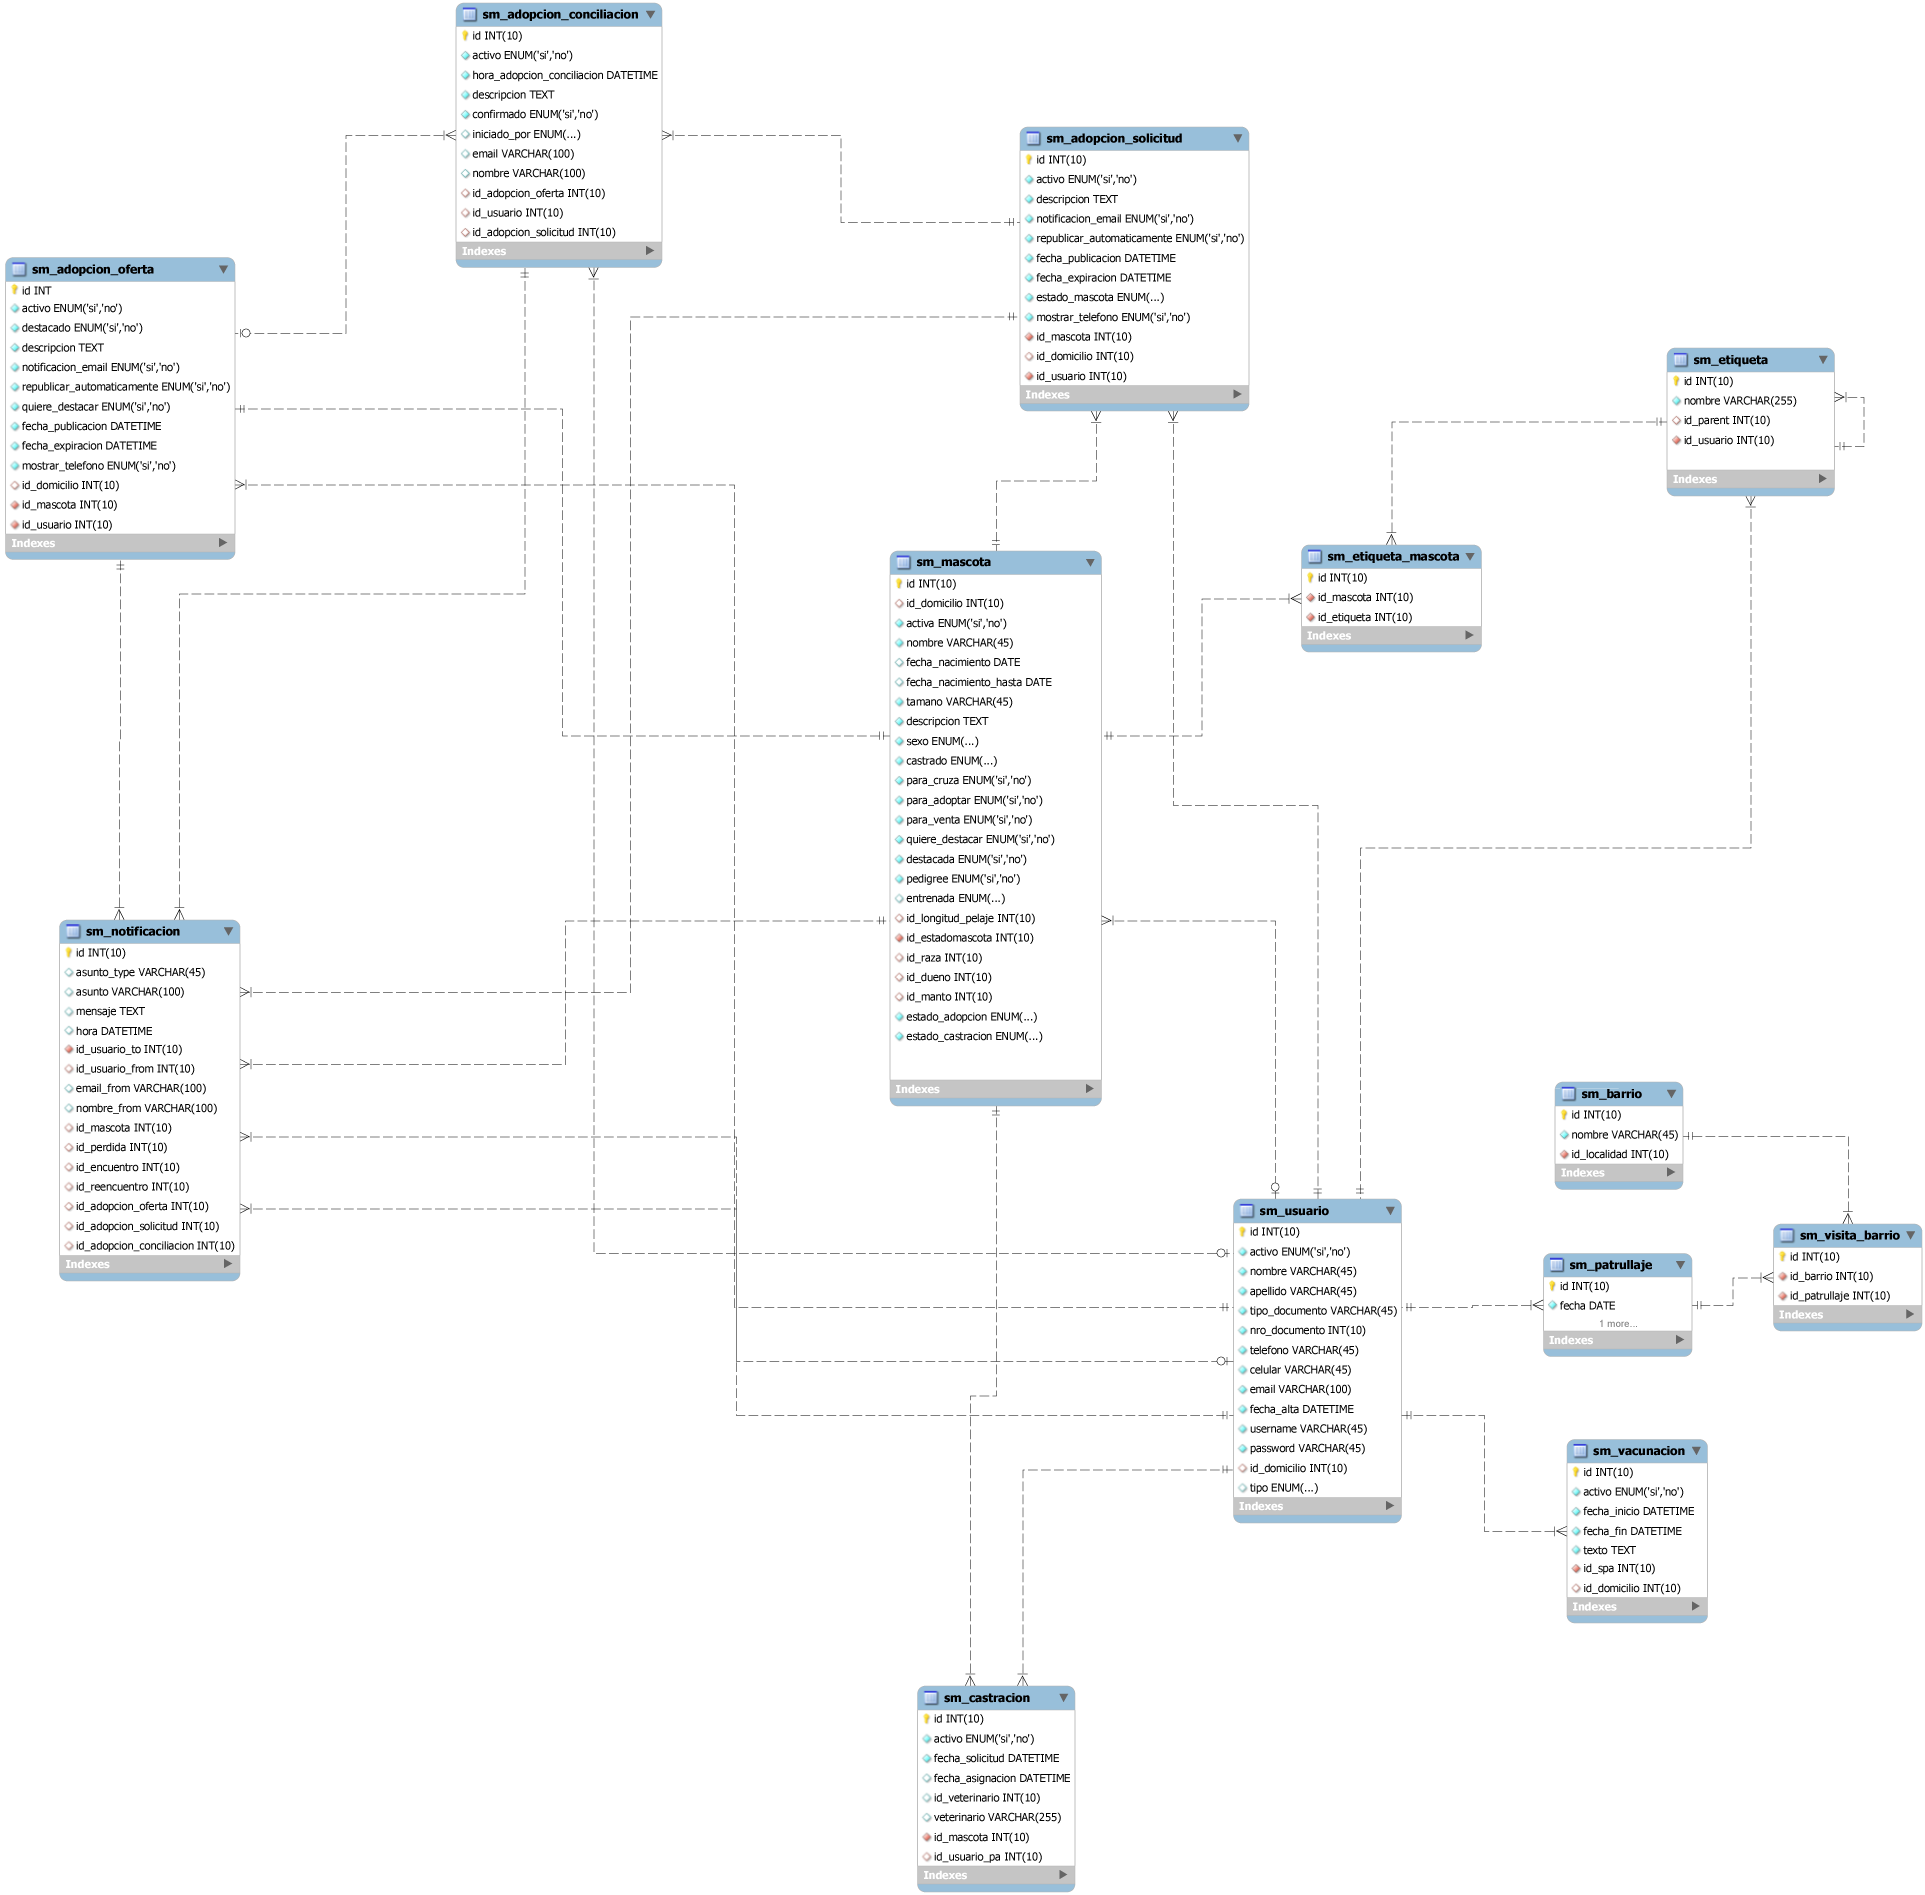 sm_adopcion_conciliacion
id INT(10)
activo ENUM('si','no')
hora_adopcion_conciliacion DATETIME
descripcion TEXT
confirmado ENUM('si','no')
iniciado_por ENUM(...)
email VARCHAR(100)
nombre VARCHAR(100)
id_adopcion_oferta INT(10)
id_usuario INT(10)
id_adopcion_solicitud INT(10)
Indexes
sm_adopcion_solicitud
id INT(10)
activo ENUM('si','no')
descripcion TEXT
notificacion_email ENUM('si','no')
republicar_automaticamente ENUM('si','no')
fecha_publicacion DATETIME
fecha_expiracion DATETIME
estado_mascota ENUM(...)
mostrar_telefono ENUM('si','no')
id_mascota INT(10)
id_domicilio INT(10)
id_usuario INT(10)
Indexes
sm_adopcion_oferta
id INT
activo ENUM('si','no')
destacado ENUM('si','no')
descripcion TEXT
notificacion_email ENUM('si','no')
republicar_automaticamente ENUM('si','no')
quiere_destacar ENUM('si','no')
fecha_publicacion DATETIME
fecha_expiracion DATETIME
mostrar_telefono ENUM('si','no')
id_domicilio INT(10)
id_mascota INT(10)
id_usuario INT(10)
Indexes
sm_etiqueta
id INT(10)
nombre VARCHAR(255)
id_parent INT(10)
id_usuario INT(10)
Indexes
sm_etiqueta_mascota
id INT(10)
id_mascota INT(10)
id_etiqueta INT(10)
Indexes
sm_mascota
id INT(10)
id_domicilio INT(10)
activa ENUM('si','no')
nombre VARCHAR(45)
fecha_nacimiento DATE
fecha_nacimiento_hasta DATE
tamano VARCHAR(45)
descripcion TEXT
sexo ENUM(...)
castrado ENUM(...)
para_cruza ENUM('si','no')
para_adoptar ENUM('si','no')
para_venta ENUM('si','no')
quiere_destacar ENUM('si','no')
destacada ENUM('si','no')
pedigree ENUM('si','no')
entrenada ENUM(...)
id_longitud_pelaje INT(10)
id_estadomascota INT(10)
id_raza INT(10)
id_dueno INT(10)
id_manto INT(10)
estado_adopcion ENUM(...)
estado_castracion ENUM(...)
Indexes
sm_notificacion
id INT(10)
asunto_type VARCHAR(45)
asunto VARCHAR(100)
mensaje TEXT
hora DATETIME
id_usuario_to INT(10)
id_usuario_from INT(10)
email_from VARCHAR(100)
nombre_from VARCHAR(100)
id_mascota INT(10)
id_perdida INT(10)
id_encuentro INT(10)
id_reencuentro INT(10)
id_adopcion_oferta INT(10)
id_adopcion_solicitud INT(10)
id_adopcion_conciliacion INT(10)
Indexes
sm_barrio
id INT(10)
nombre VARCHAR(45)
id_localidad INT(10)
Indexes
sm_usuario
id INT(10)
activo ENUM('si','no')
nombre VARCHAR(45)
apellido VARCHAR(45)
tipo_documento VARCHAR(45)
nro_documento INT(10)
telefono VARCHAR(45)
celular VARCHAR(45)
email VARCHAR(100)
fecha_alta DATETIME
username VARCHAR(45)
password VARCHAR(45)
id_domicilio INT(10)
tipo ENUM(...)
Indexes
sm_patrullaje
id INT(10)
fecha DATE
1 more...
Indexes
sm_visita_barrio
id INT(10)
id_barrio INT(10)
id_patrullaje INT(10)
Indexes
sm_vacunacion
id INT(10)
activo ENUM('si','no')
fecha_inicio DATETIME
fecha_fin DATETIME
texto TEXT
id_spa INT(10)
id_domicilio INT(10)
Indexes
sm_castracion
id INT(10)
activo ENUM('si','no')
fecha_solicitud DATETIME
fecha_asignacion DATETIME
id_veterinario INT(10)
veterinario VARCHAR(255)
id_mascota INT(10)
id_usuario_pa INT(10)
Indexes